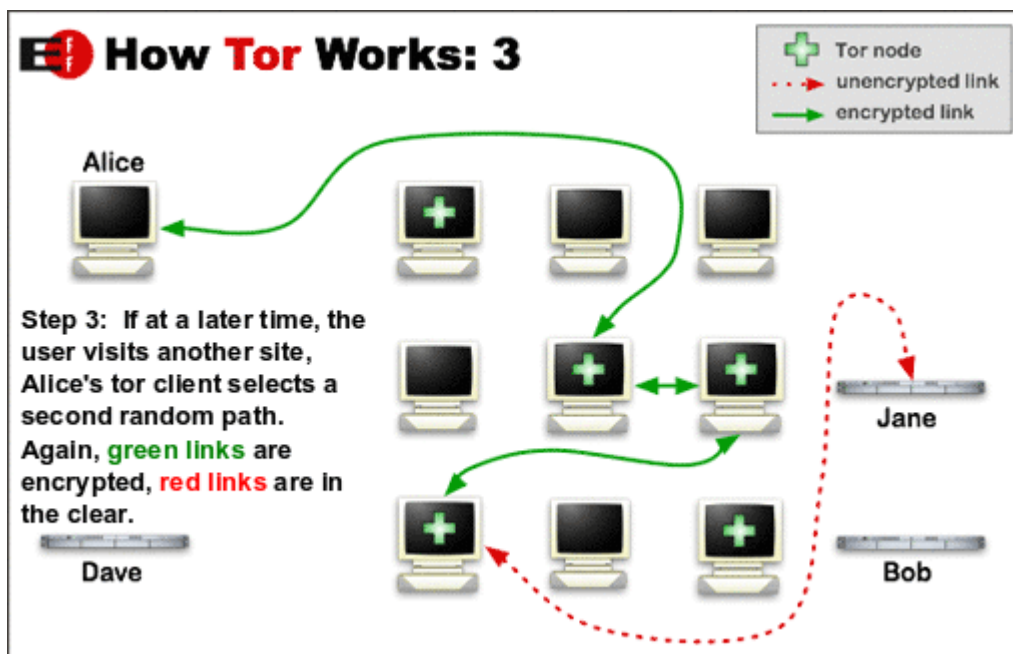 EFF How Tor Works: 3
Tor node
unencrypted link
encrypted link
Alice
Step 3: If at a later time, the
user visits another site,
Alice's tor client selects a
second random path.
Again, green links are
encrypted, red links are in
the clear.
Jane
Dave
Bob